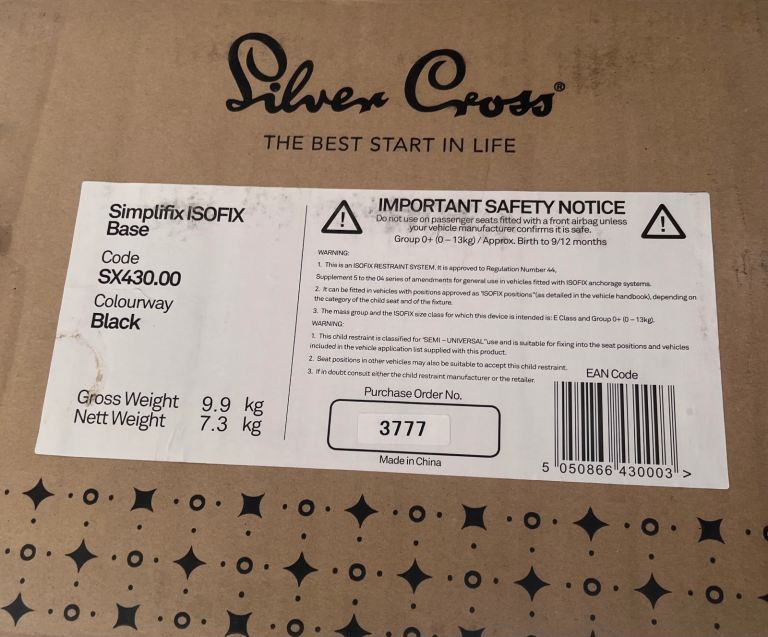 Silver Cross®
THE BEST START IN LIFE
Simplifix ISOFIX
Base
Code
SX430.00
Colourway
Black
Gross Weight 9.9 kg
Nett Weight 7.3 kg
IMPORTANT SAFETY NOTICE
Do not use on passenger seats fitted with a front airbag unless
your vehicle manufacturer confirms it is safe.
Group 0+ (0 – 13kg) / Approx. Birth to 9/12 months
WARNING:
1. This is an ISOFIX RESTRAINT SYSTEM. It is approved to Regulation Number 44,
Supplement 5 to the 04 series of amendments for general use in vehicles fitted with ISOFIX anchorage systems.
2. It can be fitted in vehicles with positions approved as "ISOFIX positions" (as detailed in the vehicle handbook), depending on
the category of the child seat and of the fixture.
3. The mass group and the ISOFIX size class for which this device is intended is: E Class and Group 0+ (0 – 13kg).
WARNING:
1. This child restraint is classified for "SEMI – UNIVERSAL" use and is suitable for fixing into the seat positions and vehicles
included in the vehicle application list supplied with this product.
2. Seat positions in other vehicles may also be suitable to accept this child restraint.
3. If in doubt consult either the child restraint manufacturer or the retailer.
Purchase Order No.
3777
Made in China
EAN Code
5 050866 430003 >